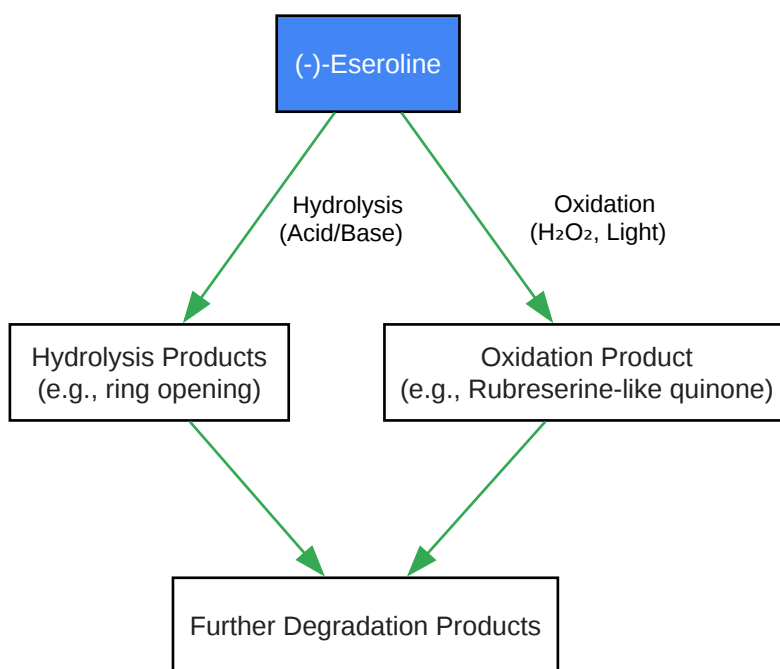 (-)-Eseroline
Hydrolysis
(Acid/Base)
Oxidation
(H₂O₂, Light)
Hydrolysis Products
(e.g., ring opening)
Oxidation Product
(e.g., Rubreserine-like quinone)
Further Degradation Products